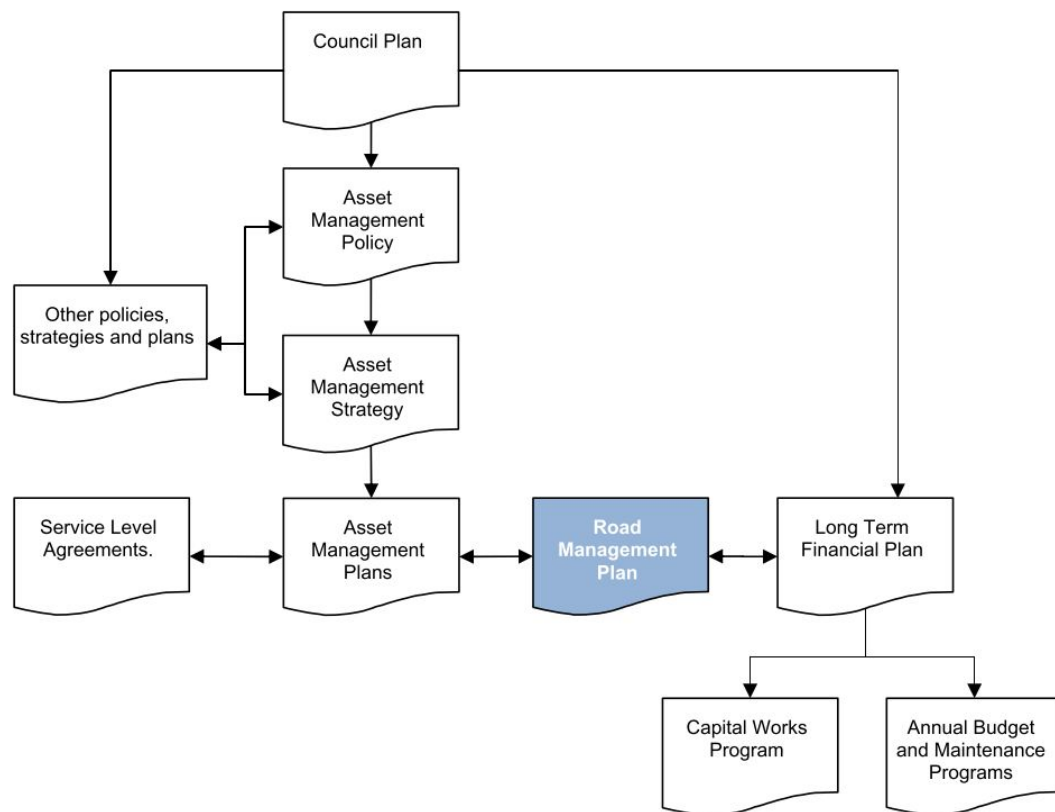 Council Plan
Asset
Management
Policy
Other policies,
strategies and plans
Asset
Management
Strategy
Service Level
Agreements.
Asset
Management
Plans
Road
Management
Plan
Long Term
Financial Plan
Capital Works
Program
Annual Budget
and Maintenance
Programs